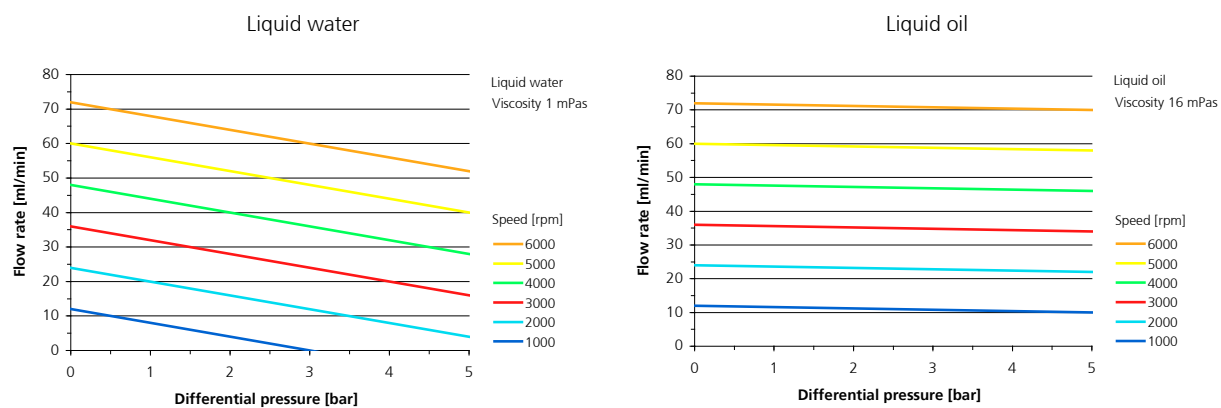 Liquid water
80
70
60
50
40
30
20
10
0
Flow rate [ml/min]
0 1 2 3 4 5
Differential pressure [bar]
Liquid water
Viscosity 1 mPas
Speed [rpm]
6000
5000
4000
3000
2000
1000
Liquid oil
80
70
60
50
40
30
20
10
0
Flow rate [ml/min]
0 1 2 3 4 5
Differential pressure [bar]
Liquid oil
Viscosity 16 mPas
Speed [rpm]
6000
5000
4000
3000
2000
1000